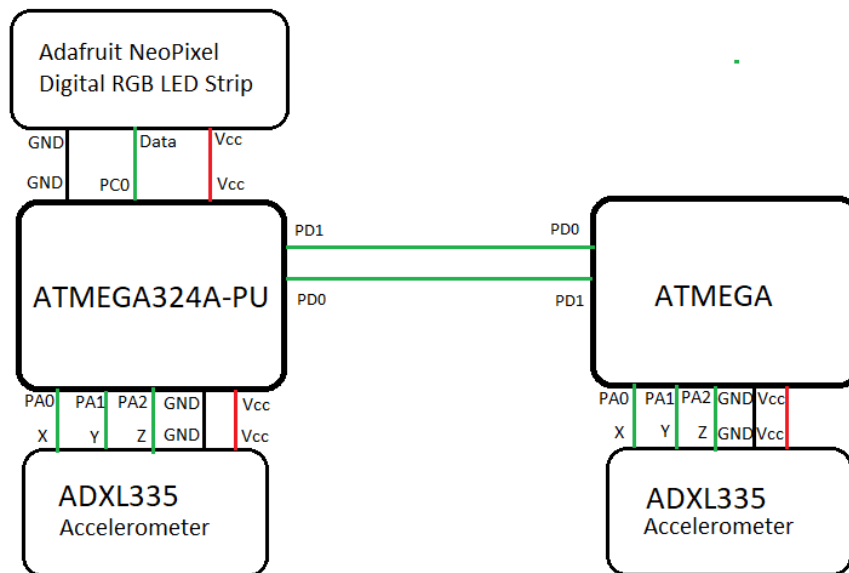 Adafruit NeoPixel
Digital RGB LED Strip
GND Data Vcc
GND PC0 Vcc
PD1 PD0
ATMEGA324A-PU ATMEGA
PD0 PD1
PA0 PA1 PA2 GND Vcc PA0 PA1 PA2 GND Vcc
X Y Z GND Vcc X Y Z GND Vcc
ADXL335 ADXL335
Accelerometer Accelerometer